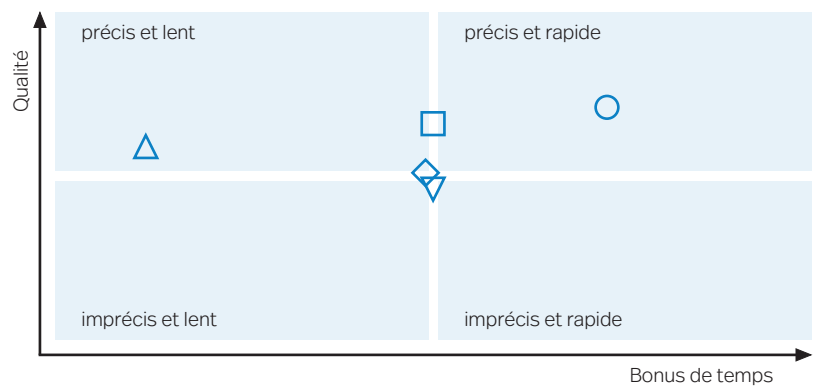 précis et lent
précis et rapide
Qualité
imprécis et lent
imprécis et rapide
Bonus de temps